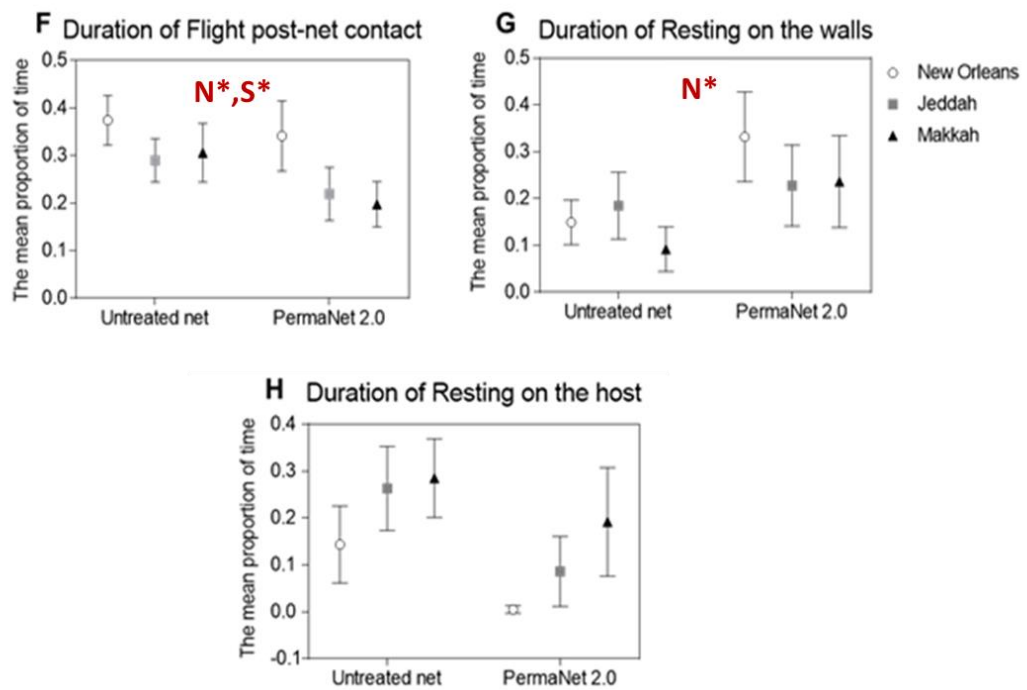 F Duration of Flight post-net contact
The mean proportion of time
0.5
0.4
0.3
0.2
0.1
0.0
N*,S*
Untreated net
PermaNet 2.0
G Duration of Resting on the walls
The mean proportion of time
0.5
0.4
0.3
0.2
0.1
0.0
N*
Untreated net
PermaNet 2.0
New Orleans
Jeddah
Makkah
H Duration of Resting on the host
The mean proportion of time
0.4
0.3
0.2
0.1
0.0
-0.1
Untreated net
PermaNet 2.0